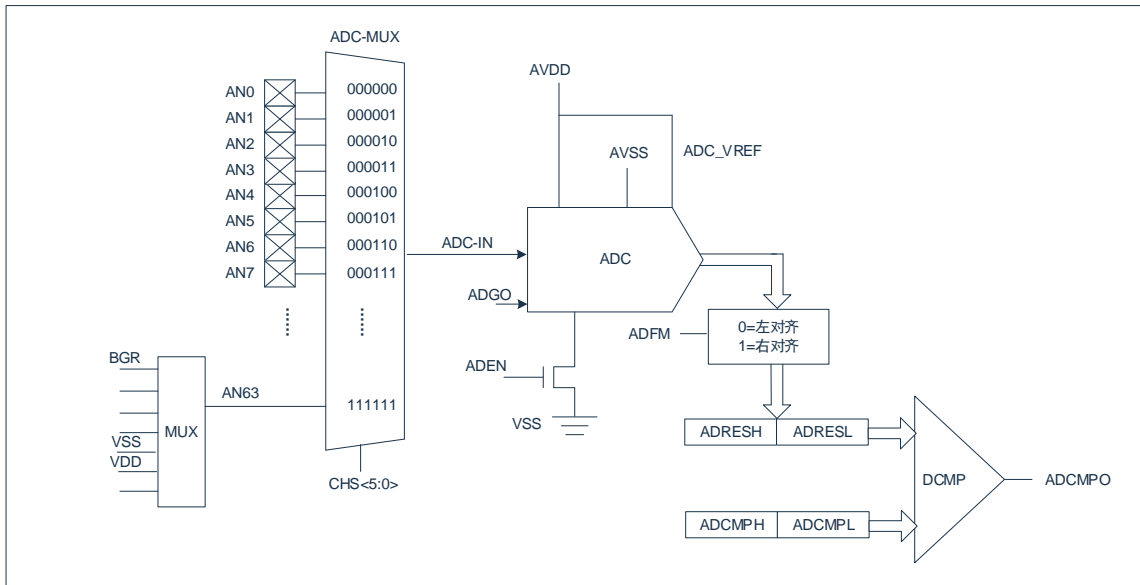 ADC-MUX
AN0
000000
AN1
000001
AN2
000010
AN3
000011
AN4
000100
AN5
000101
AN6
000110
AN7
000111
AVDD
AVSS
ADC_VREF
ADC-IN
ADC
ADGO
ADFM
0=左对齐
1=右对齐
ADEN
VSS
BGR
VSS
VDD
MUX
AN63
111111
CHS<5:0>
ADRESH
ADRESL
ADCMPH
ADCMPL
DCMP
ADCMPO